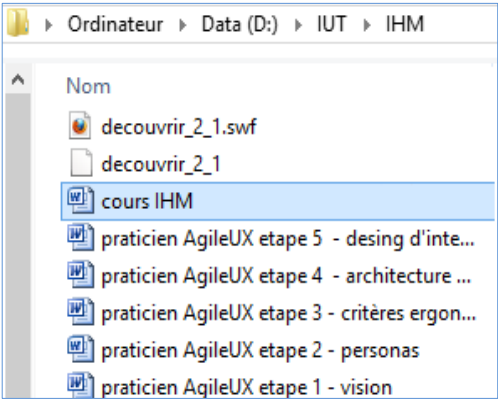 Ordinateur Data (D:) IUT IHM
Nom
decouvrir_2_1.swf
decouvrir_2_1
cours IHM
praticien AgileUX etape 5 - desing d'inte...
praticien AgileUX etape 4 - architecture ...
praticien AgileUX etape 3 - critères ergon...
praticien AgileUX etape 2 - personas
praticien AgileUX etape 1 - vision